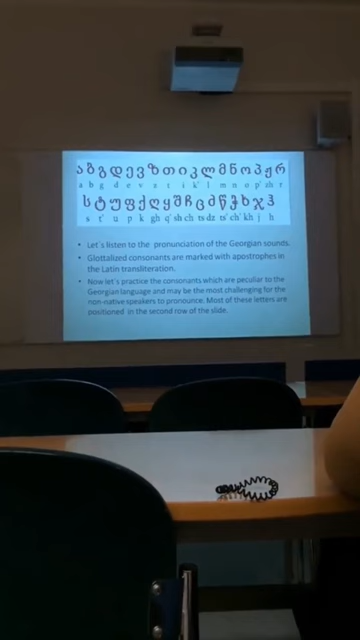 აბგდევზთიკლმნოპჟრ
a b g d e v z t i k' l m n o p' zh r
სტუფქღყშჩცძწჭხჯჰ
s t' u p k gh q' sh ch ts dz ts' ch' kh j h
• Let´s listen to the pronunciation of the Georgian sounds.
• Glottalized consonants are marked with apostrophes in
the Latin transliteration.
• Now let´s practice the consonants which are peculiar to the
Georgian language and may be the most challenging for the
non-native speakers to pronounce. Most of these letters are
positioned in the second row of the slide.